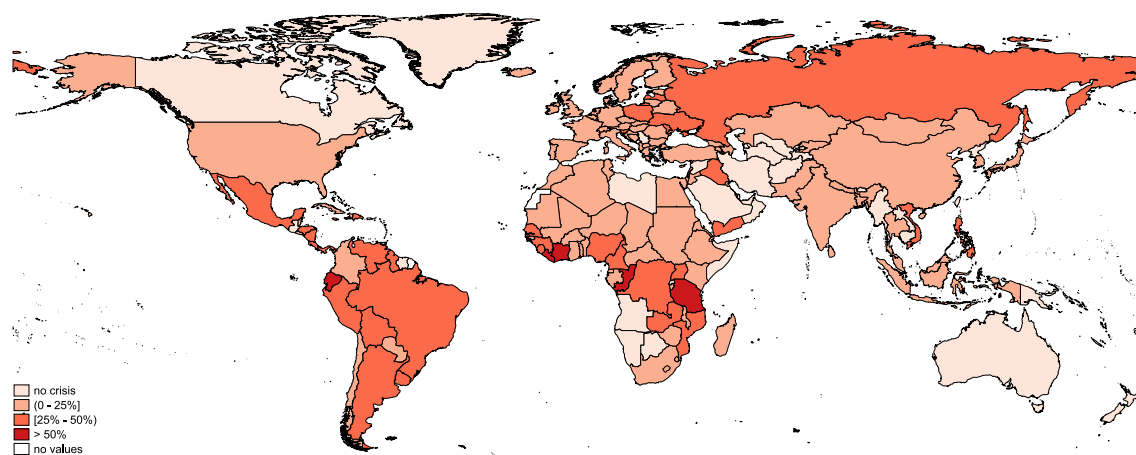 no crisis
(0 - 25%]
[25% - 50%)
> 50%
no values